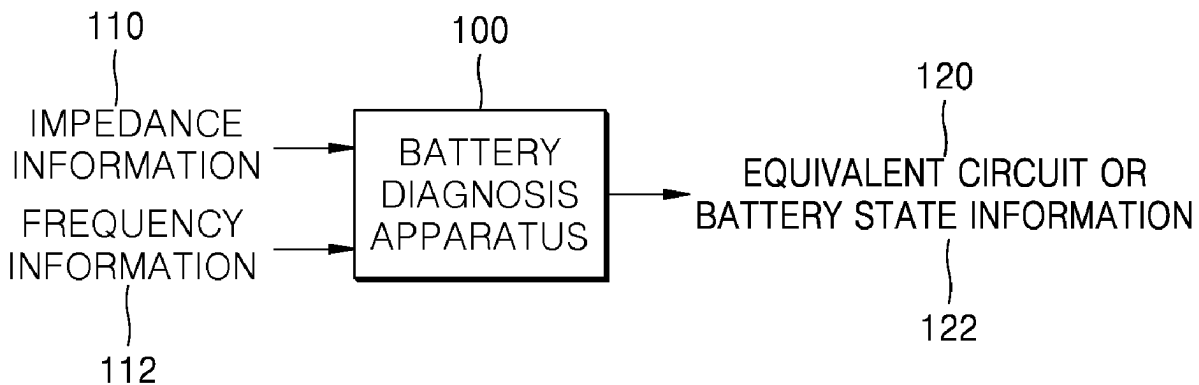 110
IMPEDANCE
INFORMATION
FREQUENCY
INFORMATION
112
100
BATTERY
DIAGNOSIS
APPARATUS
120
EQUIVALENT CIRCUIT OR
BATTERY STATE INFORMATION
122